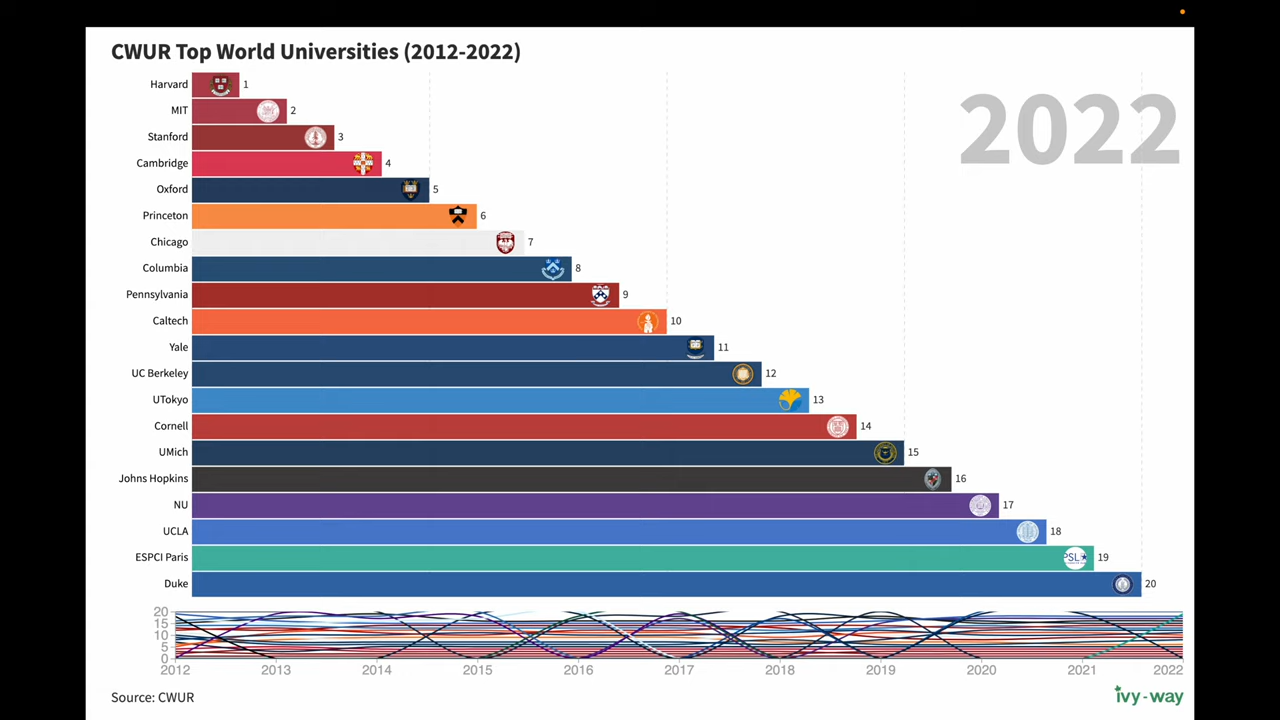 CWUR Top World Universities (2012-2022)
2022
Harvard 1
MIT 2
Stanford 3
Cambridge 4
Oxford 5
Princeton 6
Chicago 7
Columbia 8
Pennsylvania 9
Caltech 10
Yale 11
UC Berkeley 12
UTokyo 13
Cornell 14
UMich 15
Johns Hopkins 16
NU 17
UCLA 18
ESPCI Paris PSL 19
Duke 20
20
15
10
5
0
2012 2013 2014 2015 2016 2017 2018 2019 2020 2021 2022
Source: CWUR
ivy-way